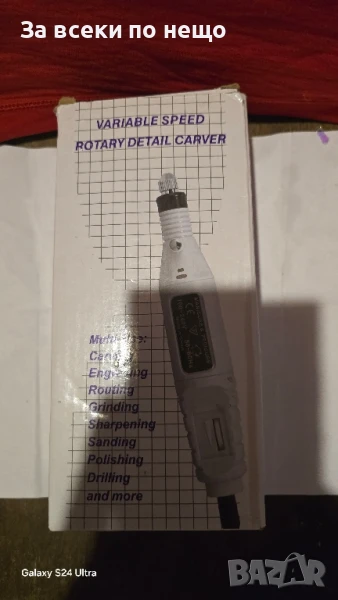 За всеки по нещо
VARIABLE SPEED
ROTARY DETAIL CARVER
Engraving
Routing
Grinding
Sharpening
Sanding
Polishing
Drilling
and more
Galaxy S24 Ultra
BAZAR